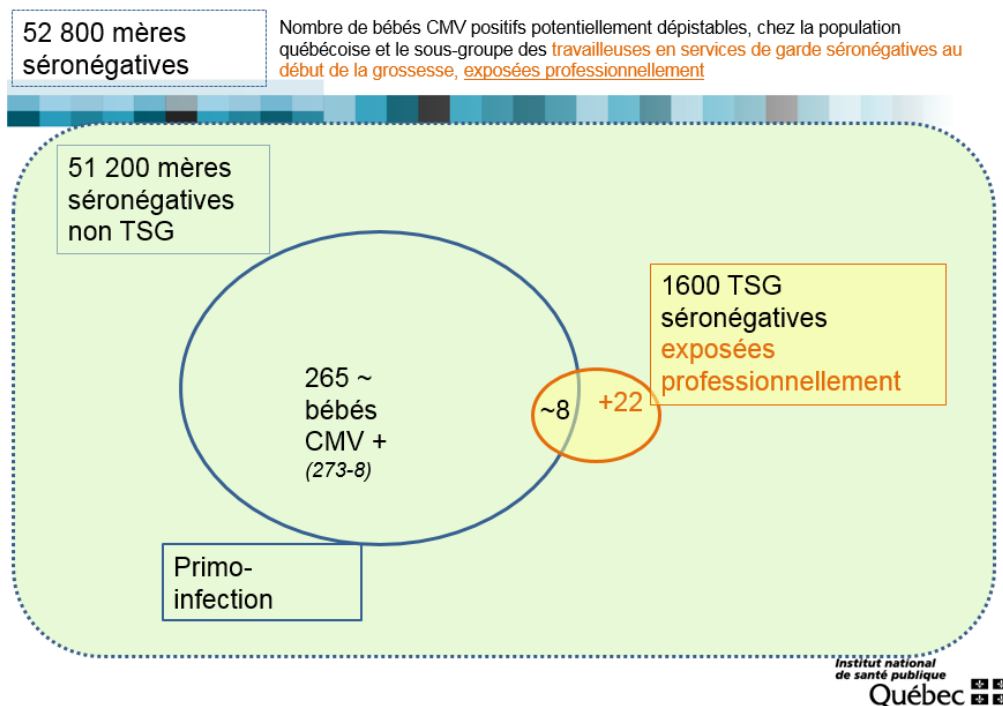 52 800 mères
séronégatives
Nombre de bébés CMV positifs potentiellement dépistables, chez la population
québécoise et le sous-groupe des travailleuses en services de garde séronégatives au
début de la grossesse, exposées professionnellement
51 200 mères
séronégatives
non TSG
1600 TSG
séronégatives
exposées
professionnellement
265 ~
bébés
CMV +
(273-8)
~8
+22
Primo-
infection
Institut national
de santé publique
Québec